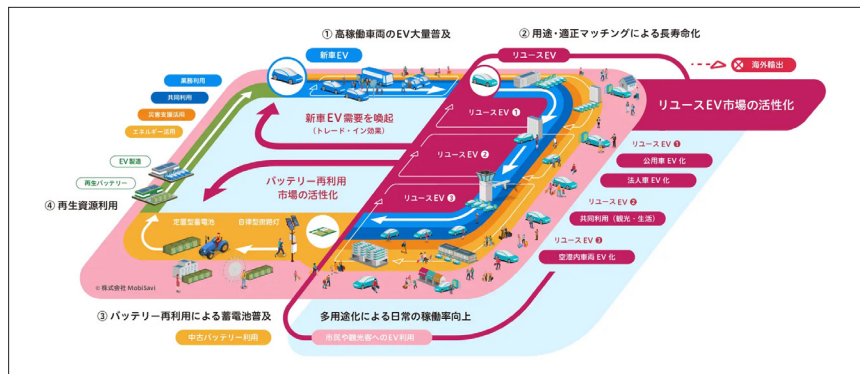 ① 高稼働車両のEV大量普及
② 用途・適正マッチングによる長寿命化
新車EV
リユースEV
海外輸出
業務利用
共同利用
災害支援活用
エネルギー活用
リユースEV市場の活性化
新車EV需要を喚起
(トレード・イン効果)
リユースEV ①
リユースEV ②
リユースEV ③
リユースEV ①
公用車 EV 化
法人車 EV 化
リユースEV ②
共同利用(観光・生活)
リユースEV ③
空港内車両 EV 化
EV製造
再生バッテリー
④ 再生資源利用
バッテリー再利用
市場の活性化
定置型蓄電池
自律型街路灯
© 株式会社 MobiSavi
③ バッテリー再利用による蓄電池普及
中古バッテリー利用
多用途化による日常の稼働率向上
市民や観光客へのEV利用